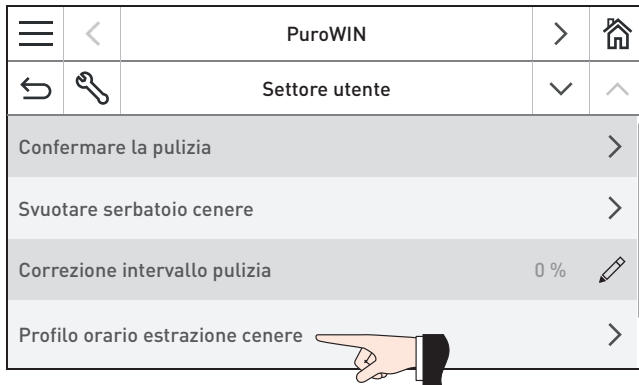 PuroWIN
Settore utente
Confermare la pulizia
Svuotare serbatoio cenere
Correzione intervallo pulizia 0 %
Profilo orario estrazione cenere